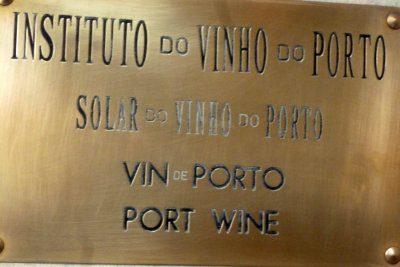 INSTITUTO DO VINHO DO PORTO
SOLAR DO VINHO DO PORTO
VIN DE PORTO
PORT WINE